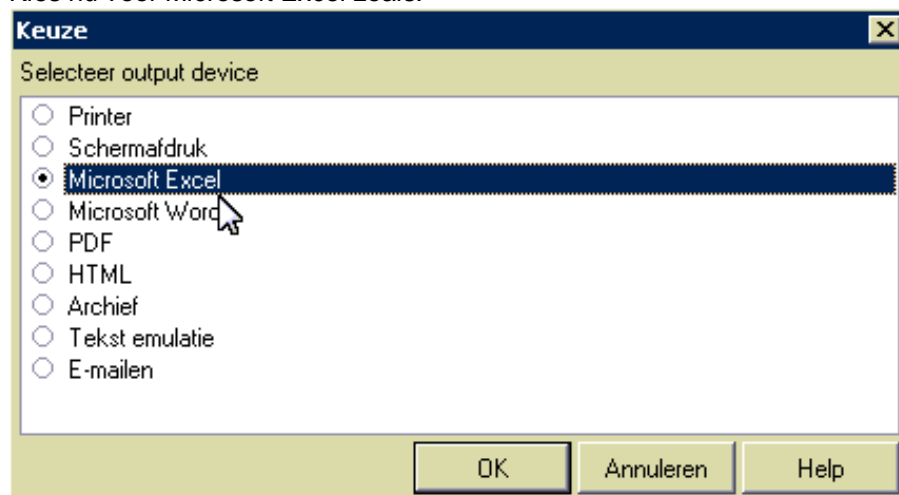 Keuze
Selecteer output device
Printer
Schermafdruk
Microsoft Excel
Microsoft Word
PDF
HTML
Archief
Tekst emulatie
E-mailen
OK Annuleren Help